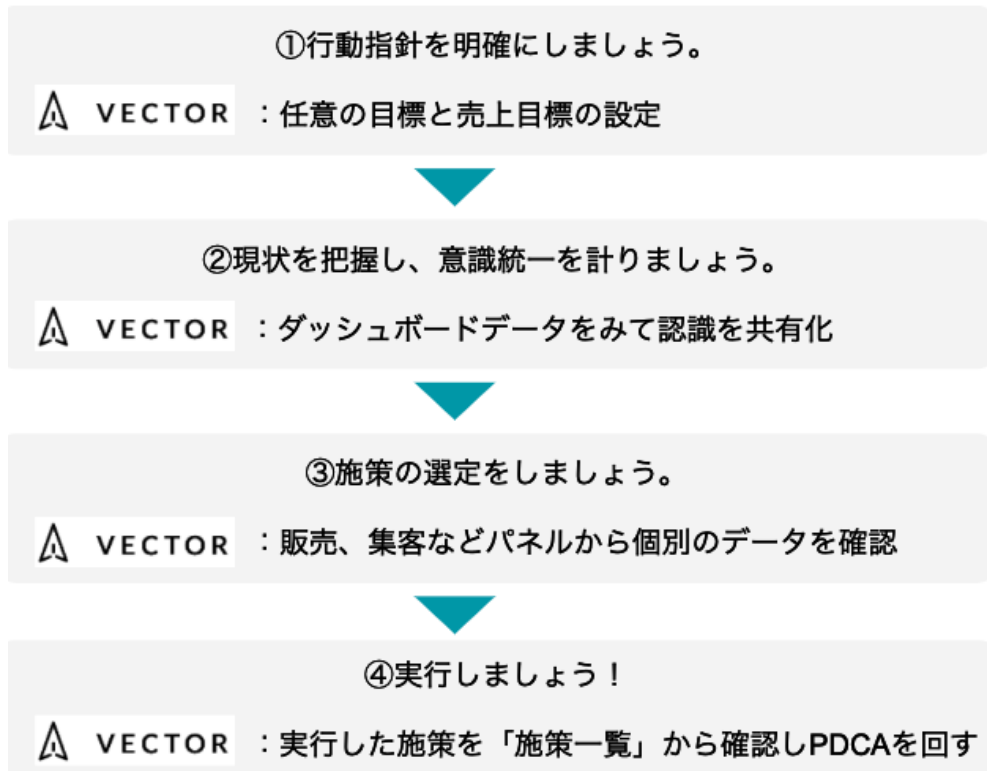 ①行動指針を明確にしましょう。
VECTOR ：任意の目標と売上目標の設定
②現状を把握し、意識統一を計りましょう。
VECTOR ：ダッシュボードデータをみて認識を共有化
③施策の選定をしましょう。
VECTOR ：販売、集客などパネルから個別のデータを確認
④実行しましょう！
VECTOR ：実行した施策を「施策一覧」から確認しPDCAを回す